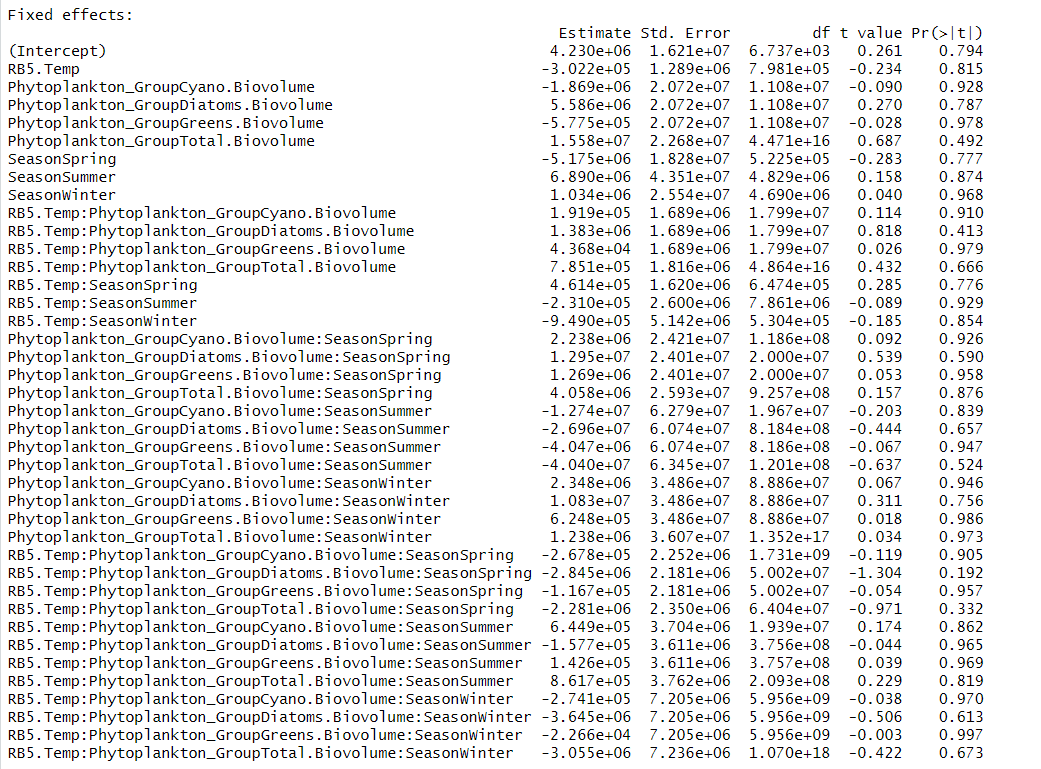 Fixed effects:
Estimate Std. Error df t value Pr(>|t|)
(Intercept) 4.230e+06 1.621e+07 6.737e+03 0.261 0.794
RB5.Temp -3.022e+05 1.289e+06 7.981e+05 -0.234 0.815
Phytoplankton_GroupCyano.Biovolume -1.869e+06 2.072e+07 1.108e+07 -0.090 0.928
Phytoplankton_GroupDiatoms.Biovolume 5.586e+06 2.072e+07 1.108e+07 0.270 0.787
Phytoplankton_GroupGreens.Biovolume -5.775e+05 2.072e+07 1.108e+07 -0.028 0.978
Phytoplankton_GroupTotal.Biovolume 1.558e+07 2.268e+07 4.471e+16 0.687 0.492
SeasonSpring -5.175e+06 1.828e+07 5.225e+05 -0.283 0.777
SeasonSummer 6.890e+06 4.351e+07 4.829e+06 0.158 0.874
SeasonWinter 1.034e+06 2.554e+07 4.690e+06 0.040 0.968
RB5.Temp:Phytoplankton_GroupCyano.Biovolume 1.919e+05 1.689e+06 1.799e+07 0.114 0.910
RB5.Temp:Phytoplankton_GroupDiatoms.Biovolume 1.383e+06 1.689e+06 1.799e+07 0.818 0.413
RB5.Temp:Phytoplankton_GroupGreens.Biovolume 4.368e+04 1.689e+06 1.799e+07 0.026 0.979
RB5.Temp:Phytoplankton_GroupTotal.Biovolume 7.851e+05 1.816e+06 4.864e+16 0.432 0.666
RB5.Temp:SeasonSpring 4.614e+05 1.620e+06 6.474e+05 0.285 0.776
RB5.Temp:SeasonSummer -2.310e+05 2.600e+06 7.861e+06 -0.089 0.929
RB5.Temp:SeasonWinter -9.490e+05 5.142e+06 5.304e+05 -0.185 0.854
Phytoplankton_GroupCyano.Biovolume:SeasonSpring 2.238e+06 2.421e+07 1.186e+08 0.092 0.926
Phytoplankton_GroupDiatoms.Biovolume:SeasonSpring 1.295e+07 2.401e+07 2.000e+07 0.539 0.590
Phytoplankton_GroupGreens.Biovolume:SeasonSpring 1.269e+06 2.401e+07 2.000e+07 0.053 0.958
Phytoplankton_GroupTotal.Biovolume:SeasonSpring 4.058e+06 2.593e+07 9.257e+08 0.157 0.876
Phytoplankton_GroupCyano.Biovolume:SeasonSummer -1.274e+07 6.279e+07 1.967e+07 -0.203 0.839
Phytoplankton_GroupDiatoms.Biovolume:SeasonSummer -2.696e+07 6.074e+07 8.184e+08 -0.444 0.657
Phytoplankton_GroupGreens.Biovolume:SeasonSummer -4.047e+06 6.074e+07 8.186e+08 -0.067 0.947
Phytoplankton_GroupTotal.Biovolume:SeasonSummer -4.040e+07 6.345e+07 1.201e+08 -0.637 0.524
Phytoplankton_GroupCyano.Biovolume:SeasonWinter 2.348e+06 3.486e+07 8.886e+07 0.067 0.946
Phytoplankton_GroupDiatoms.Biovolume:SeasonWinter 1.083e+07 3.486e+07 8.886e+07 0.311 0.756
Phytoplankton_GroupGreens.Biovolume:SeasonWinter 6.248e+05 3.486e+07 8.886e+07 0.018 0.986
Phytoplankton_GroupTotal.Biovolume:SeasonWinter 1.238e+06 3.607e+07 1.352e+17 0.034 0.973
RB5.Temp:Phytoplankton_GroupCyano.Biovolume:SeasonSpring -2.678e+05 2.252e+06 1.731e+09 -0.119 0.905
RB5.Temp:Phytoplankton_GroupDiatoms.Biovolume:SeasonSpring -2.845e+06 2.181e+06 5.002e+07 -1.304 0.192
RB5.Temp:Phytoplankton_GroupGreens.Biovolume:SeasonSpring -1.167e+05 2.181e+06 5.002e+07 -0.054 0.957
RB5.Temp:Phytoplankton_GroupTotal.Biovolume:SeasonSpring -2.281e+06 2.350e+06 6.404e+07 -0.971 0.332
RB5.Temp:Phytoplankton_GroupCyano.Biovolume:SeasonSummer 6.449e+05 3.704e+06 1.939e+07 0.174 0.862
RB5.Temp:Phytoplankton_GroupDiatoms.Biovolume:SeasonSummer -1.577e+05 3.611e+06 3.756e+08 -0.044 0.965
RB5.Temp:Phytoplankton_GroupGreens.Biovolume:SeasonSummer 1.426e+05 3.611e+06 3.757e+08 0.039 0.969
RB5.Temp:Phytoplankton_GroupTotal.Biovolume:SeasonSummer 8.617e+05 3.762e+06 2.093e+08 0.229 0.819
RB5.Temp:Phytoplankton_GroupCyano.Biovolume:SeasonWinter -2.741e+05 7.205e+06 5.956e+09 -0.038 0.970
RB5.Temp:Phytoplankton_GroupDiatoms.Biovolume:SeasonWinter -3.645e+06 7.205e+06 5.956e+09 -0.506 0.613
RB5.Temp:Phytoplankton_GroupGreens.Biovolume:SeasonWinter -2.266e+04 7.205e+06 5.956e+09 -0.003 0.997
RB5.Temp:Phytoplankton_GroupTotal.Biovolume:SeasonWinter -3.055e+06 7.236e+06 1.070e+18 -0.422 0.673